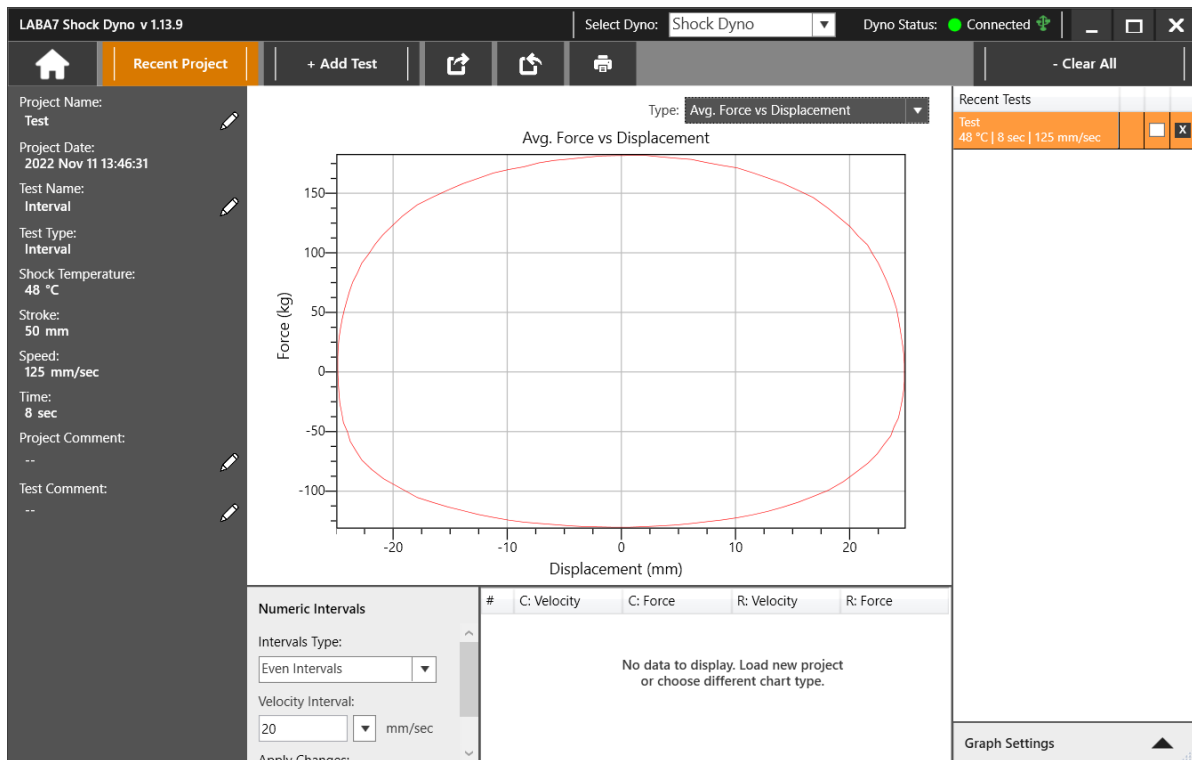 LABA7 Shock Dyno v 1.13.9
Select Dyno: Shock Dyno
Dyno Status: Connected
Recent Project
+ Add Test
- Clear All
Project Name:
Test
Project Date:
2022 Nov 11 13:46:31
Test Name:
Interval
Test Type:
Interval
Shock Temperature:
48 °C
Stroke:
50 mm
Speed:
125 mm/sec
Time:
8 sec
Project Comment:
--
Test Comment:
--
Type: Avg. Force vs Displacement
Avg. Force vs Displacement
150
100
50
0
-50
-100
Force (kg)
-20 -10 0 10 20
Displacement (mm)
Recent Tests
Test
48 °C | 8 sec | 125 mm/sec
X
Numeric Intervals
Intervals Type:
Even Intervals
Velocity Interval:
20 mm/sec
Apply Changes:
# C: Velocity C: Force R: Velocity R: Force
No data to display. Load new project
or choose different chart type.
Graph Settings